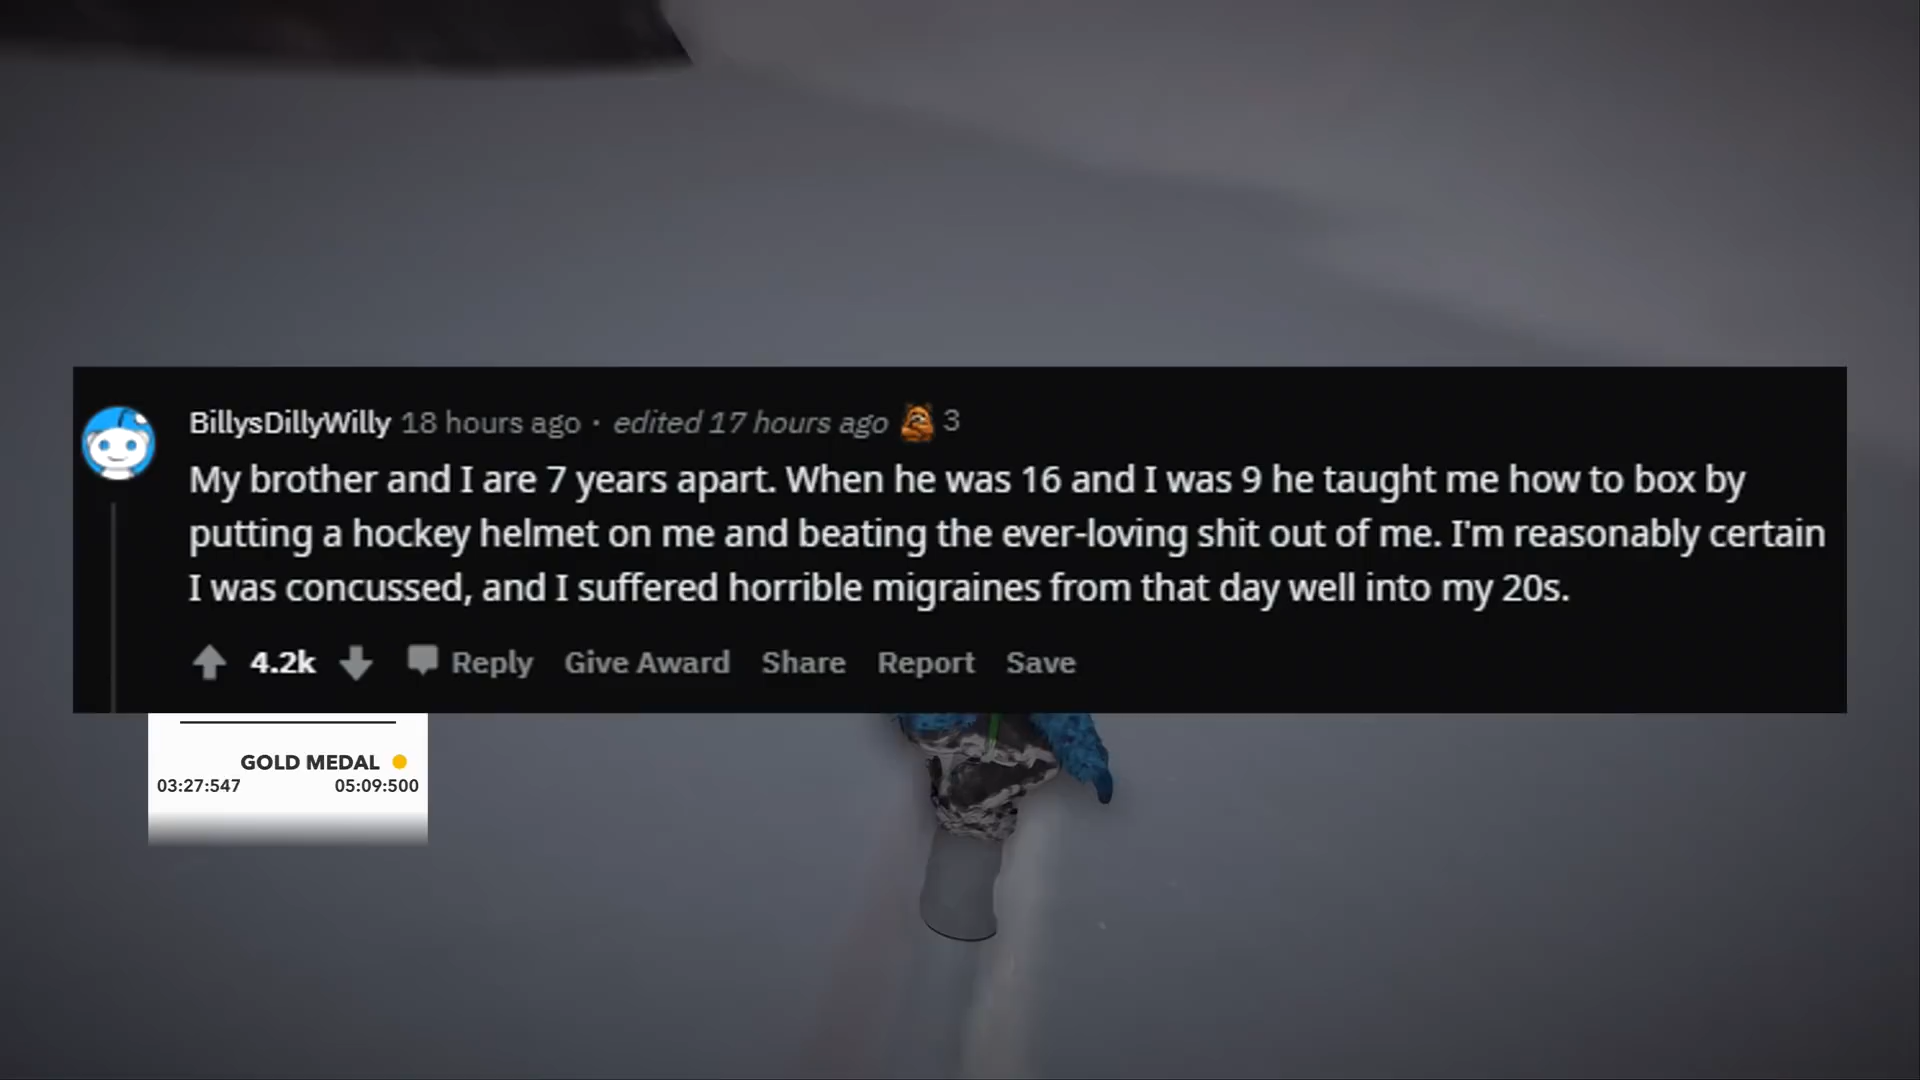 BillysDillyWilly 18 hours ago · edited 17 hours ago 3
My brother and I are 7 years apart. When he was 16 and I was 9 he taught me how to box by
putting a hockey helmet on me and beating the ever-loving shit out of me. I'm reasonably certain
I was concussed, and I suffered horrible migraines from that day well into my 20s.
4.2k Reply Give Award Share Report Save
GOLD MEDAL
03:27:547 05:09:500